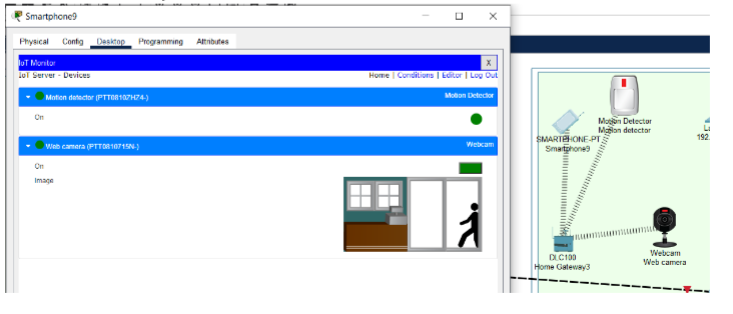 Smartphone9
Physical Config Desktop Programming Attributes
IoT Monitor X
IoT Server - Devices Home | Conditions | Editor | Log Out
Motion detector (PTT0810ZHZ4-) Motion Detector
On
Web camera (PTT0810715N-) Webcam
On
Image
Motion Detector
Motion detector
SMARTPHONE-PT
Smartphone9
192.
DLC100
Home Gateway3
Webcam
Web camera